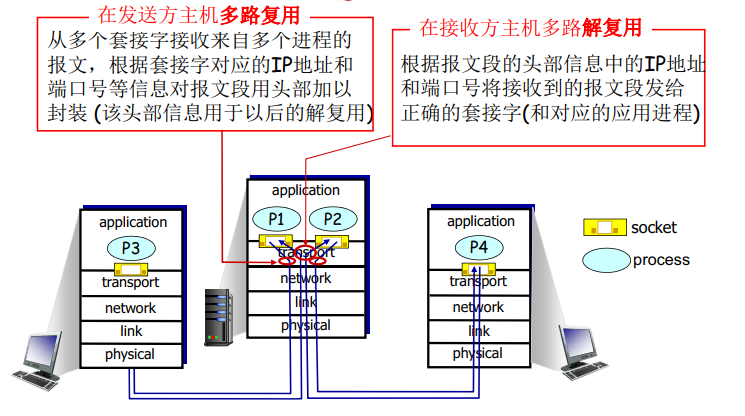 在发送方主机多路复用
从多个套接字接收来自多个进程的
报文，根据套接字对应的IP地址和
端口号等信息对报文段用头部加以
封装 (该头部信息用于以后的解复用)
在接收方主机多路解复用
根据报文段的头部信息中的IP地址
和端口号将接收到的报文段发给
正确的套接字(和对应的应用进程)
application
P3
transport
network
link
physical
application
P1
P2
transport
network
link
physical
application
P4
transport
network
link
physical
socket
process